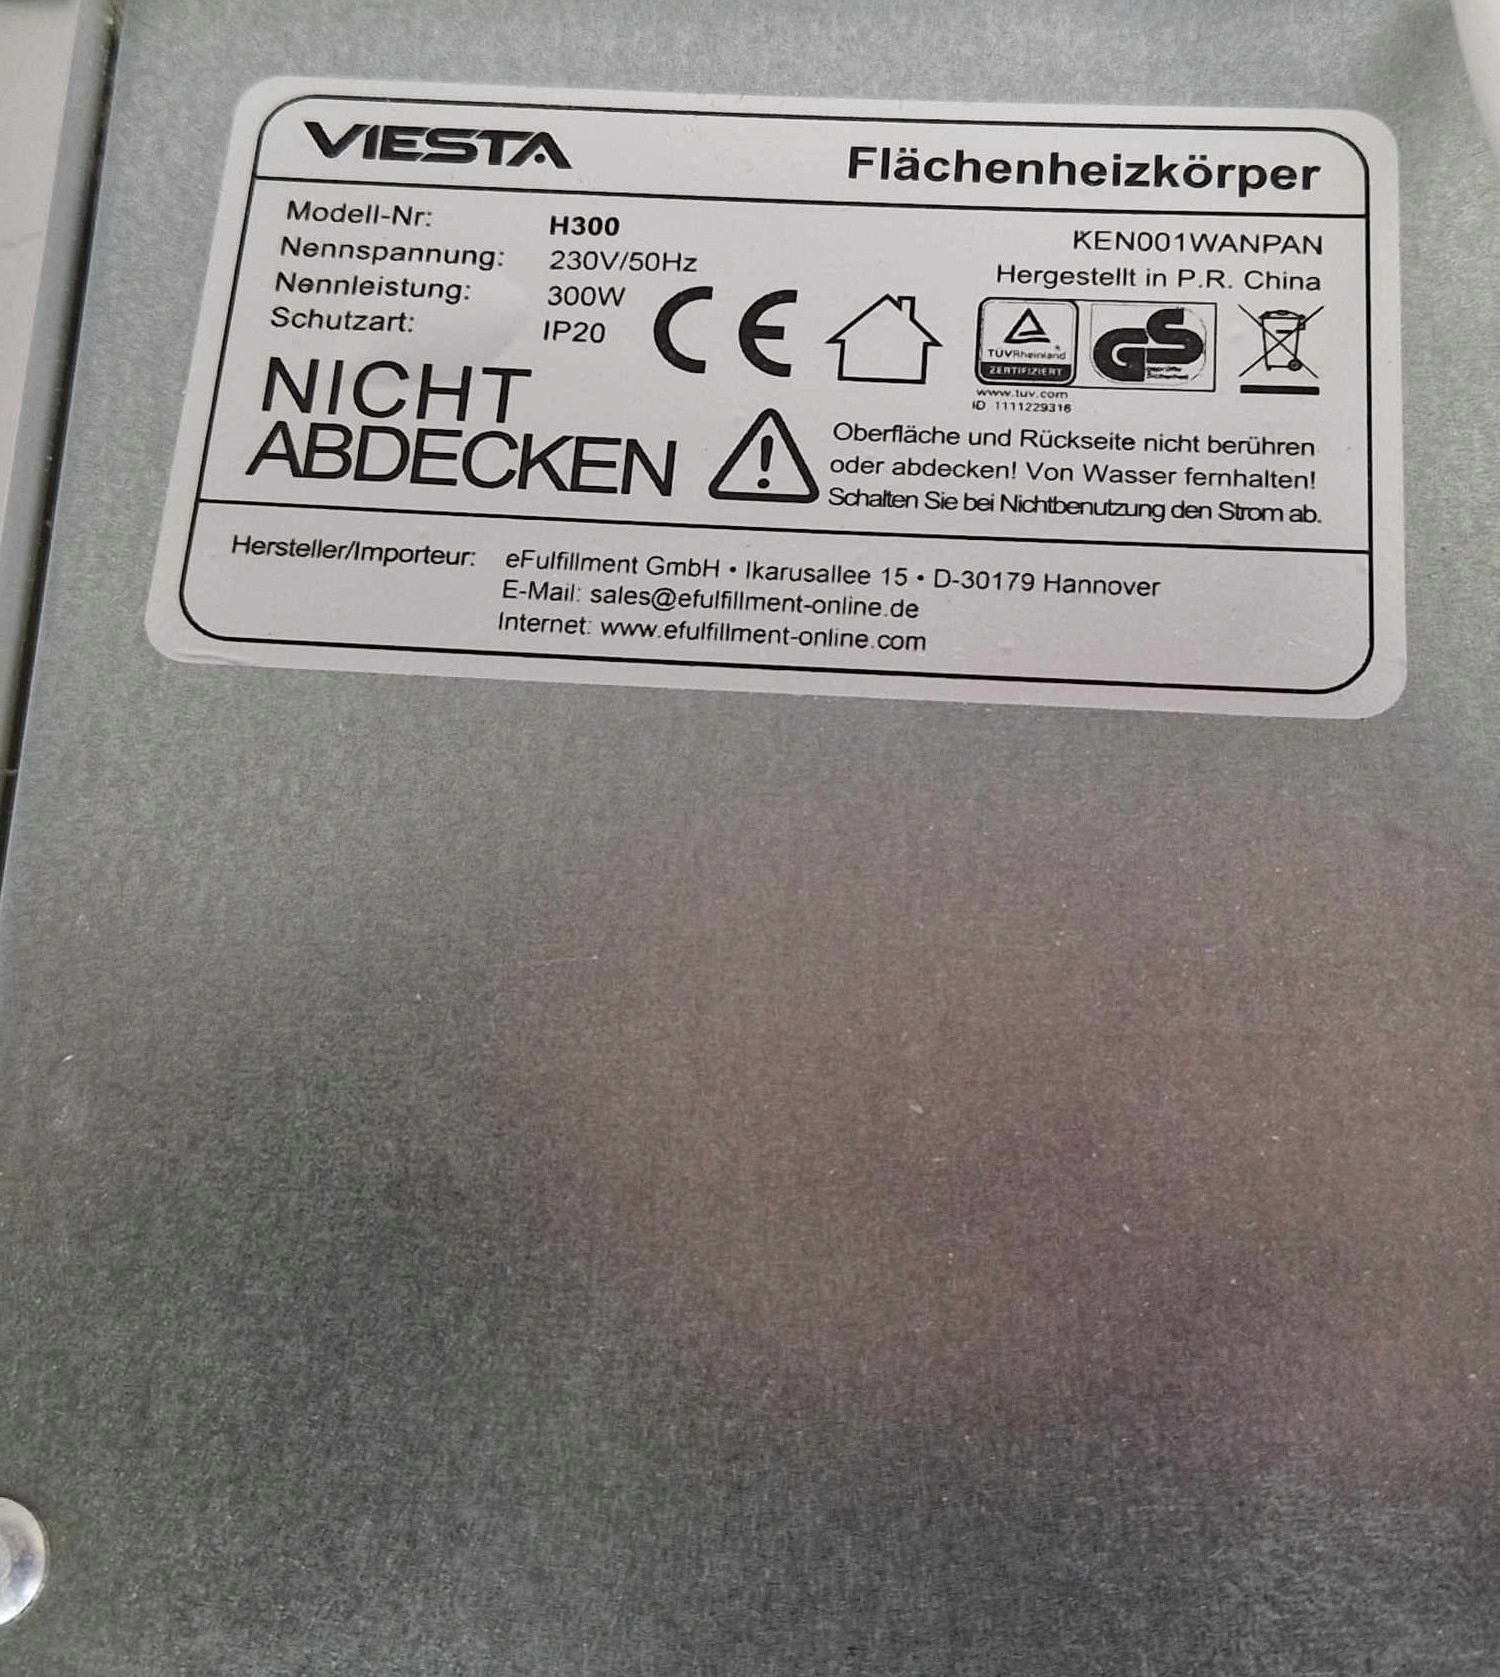 VIESTA
Flächenheizkörper
Modell-Nr: H300
Nennspannung: 230V/50Hz
Nennleistung: 300W
Schutzart: IP20
KEN001WANPAN
Hergestellt in P.R. China
CE
TÜVRheinland
ZERTIFIZIERT
www.tuv.com
ID 1111229316
GS
geprüfte
Sicherheit
NICHT
ABDECKEN
Oberfläche und Rückseite nicht berühren
oder abdecken! Von Wasser fernhalten!
Schalten Sie bei Nichtbenutzung den Strom ab.
Hersteller/Importeur: eFulfillment GmbH • Ikarusallee 15 • D-30179 Hannover
E-Mail: sales@efulfillment-online.de
Internet: www.efulfillment-online.com